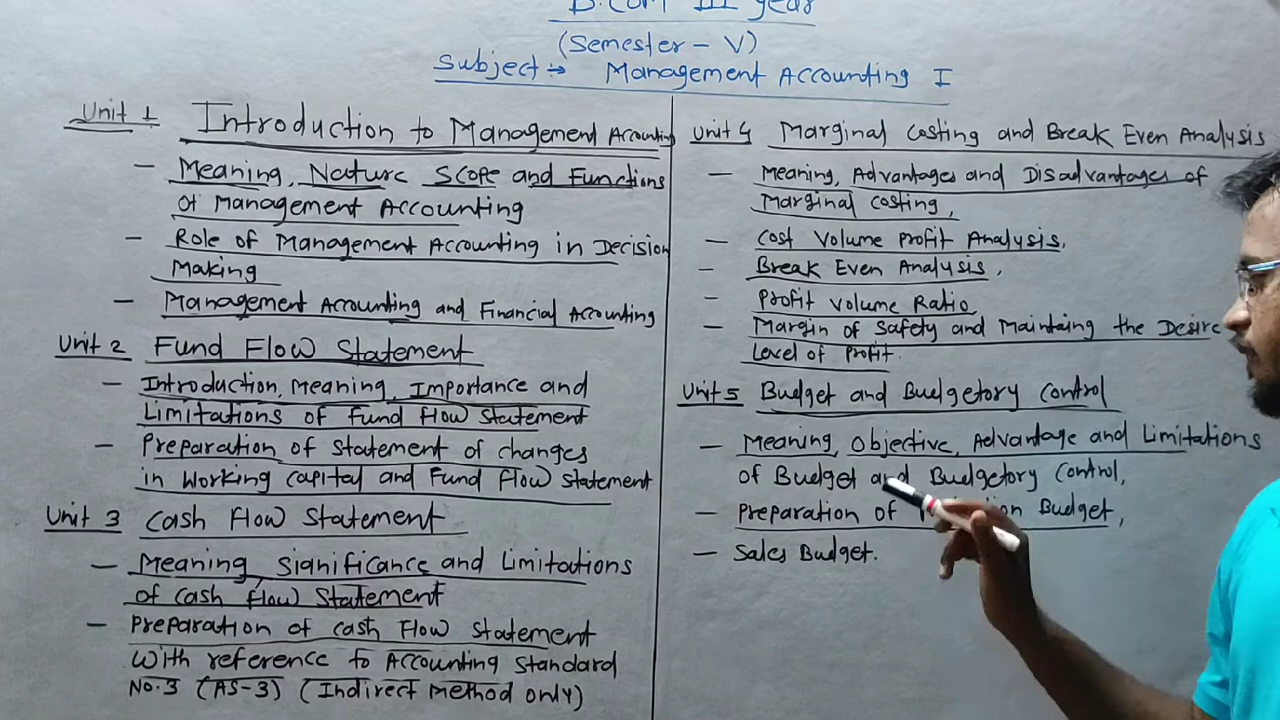 B.com III year
(Semester - V)
Subject → Management Accounting I
Unit 1 Introduction to Management Accounting
- Meaning, Nature Scope and Functions
of Management Accounting
- Role of Management Accounting in Decision
Making
- Management Accounting and Financial Accounting
Unit 2 Fund Flow Statement
- Introduction, Meaning, Importance and
Limitations of Fund Flow Statement
- Preparation of Statement of changes
in Working capital and Fund Flow Statement
Unit 3 Cash Flow Statement
- Meaning, Significance and Limitations
of Cash flow Statement
- Preparation of Cash Flow Statement
With reference to Accounting Standard
No.3 (AS-3) (Indirect Method only)
Unit 4 Marginal Costing and Break Even Analysis
- Meaning, Advantages and Disadvantages of
Marginal Costing,
- Cost Volume Profit Analysis,
- Break Even Analysis,
- Profit Volume Ratio
- Margin of Safety and Maintaing the Desire
Level of Profit.
Unit 5 Budget and Budgetory Control
- Meaning, Objective, Advantage and Limitations
of Budget and Budgetory Control,
- Preparation of Budget,
- Sales Budget.